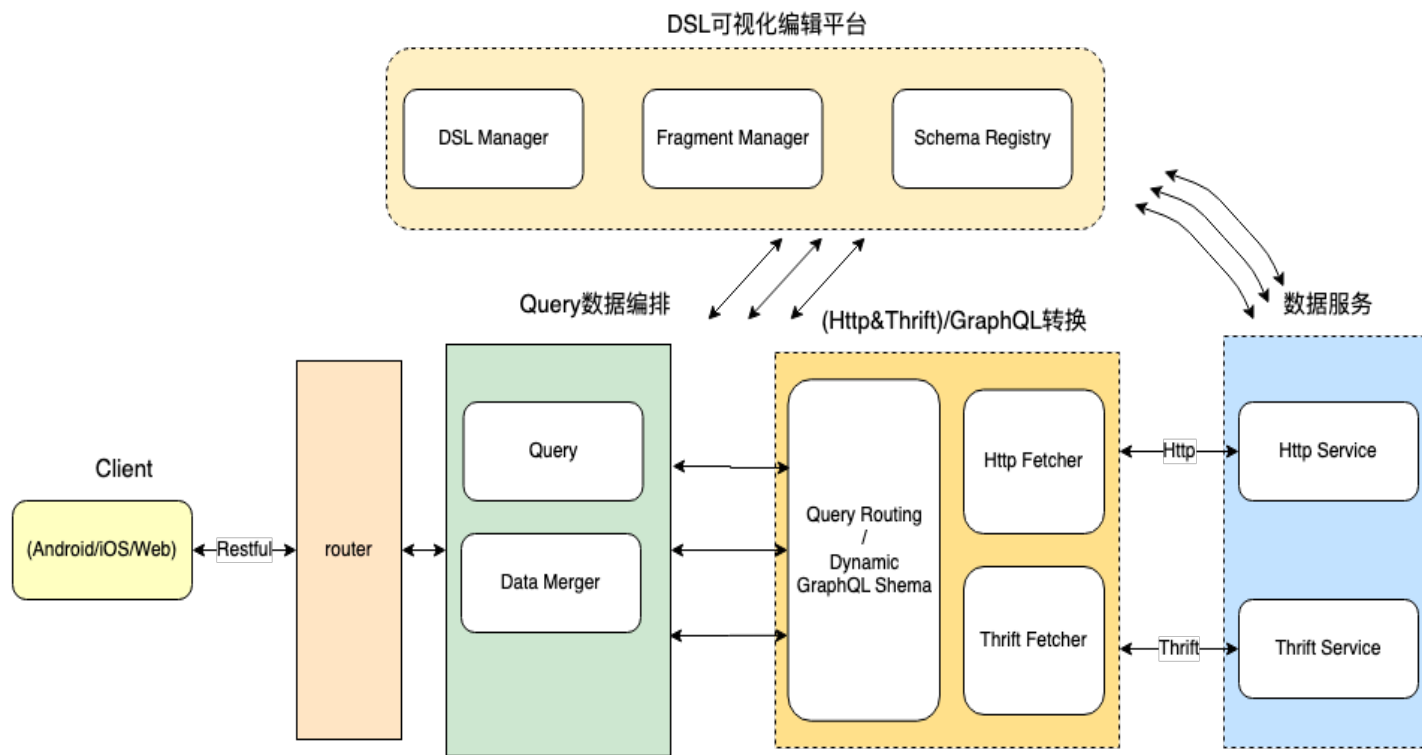 DSL可视化编辑平台
DSL Manager
Fragment Manager
Schema Registry
Query数据编排
(Http&Thrift)/GraphQL转换
数据服务
Client
(Android/iOS/Web)
Restful
router
Query
Data Merger
Query Routing
/
Dynamic
GraphQL Shema
Http Fetcher
Thrift Fetcher
Http
Thrift
Http Service
Thrift Service